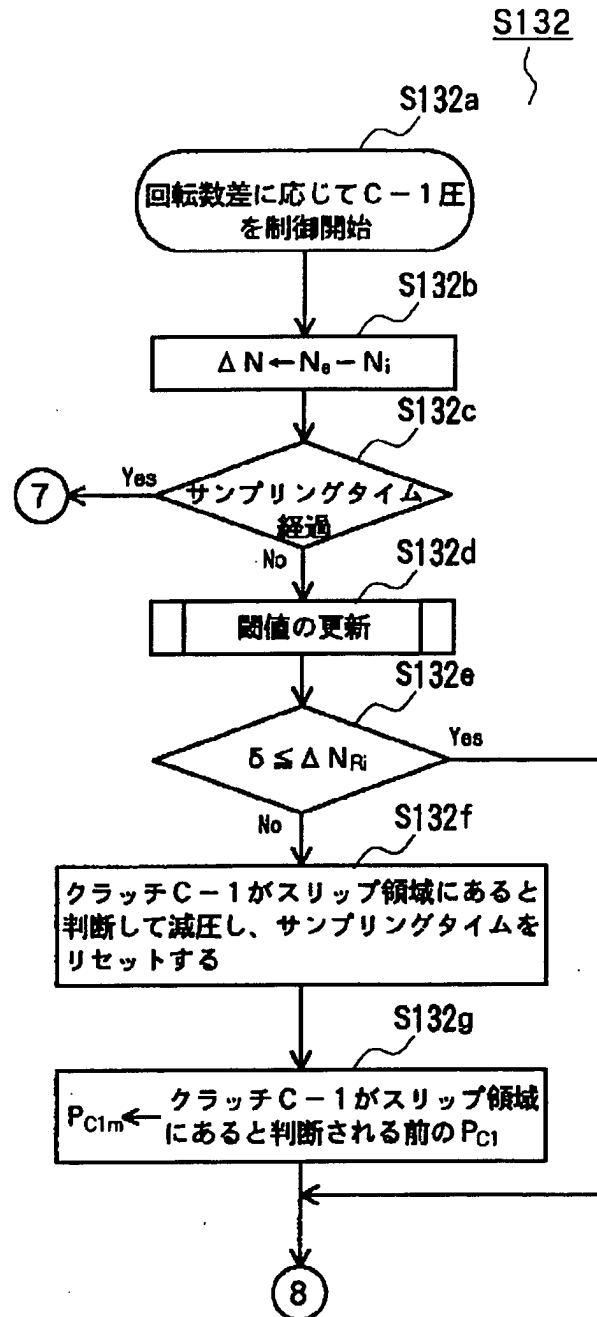 S132
S132a
回転数差に応じてC－1圧
を制御開始
S132b
ΔN←Ne－Ni
S132c
Yes
7
サンプリングタイム
経過
No
S132d
閾値の更新
S132e
Yes
δ≦ΔNRi
No
S132f
クラッチC－1がスリップ領域にあると
判断して減圧し、サンプリングタイムを
リセットする
S132g
PC1m← クラッチC－1がスリップ領域
にあると判断される前のPC1
8